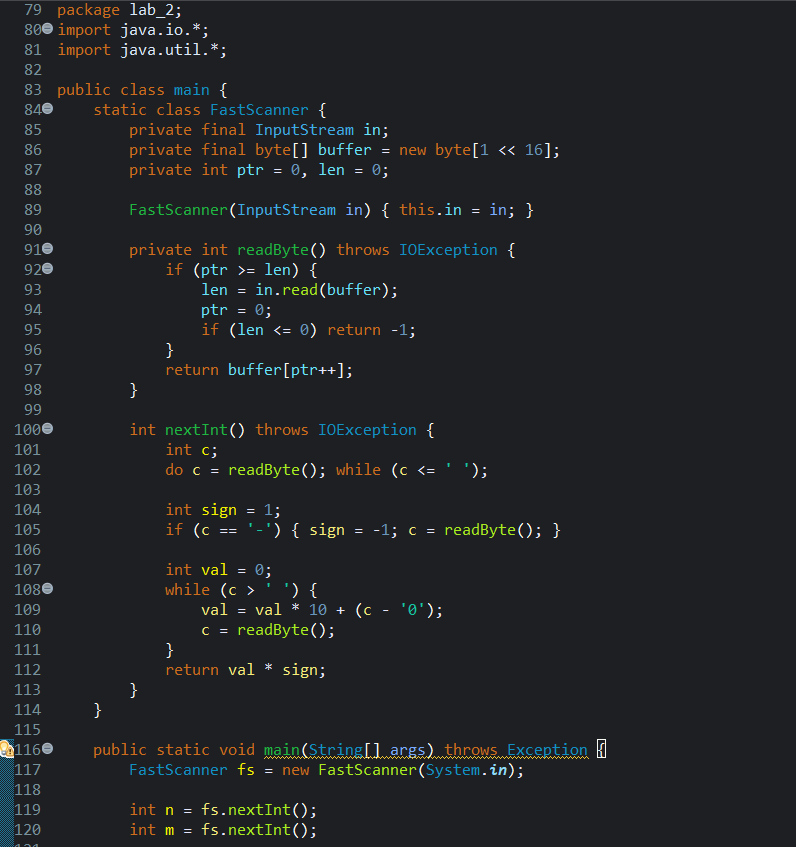 79 package lab_2;
80 import java.io.*;
81 import java.util.*;
82
83 public class main {
84     static class FastScanner {
85         private final InputStream in;
86         private final byte[] buffer = new byte[1 << 16];
87         private int ptr = 0, len = 0;
88
89         FastScanner(InputStream in) { this.in = in; }
90
91         private int readByte() throws IOException {
92             if (ptr >= len) {
93                 len = in.read(buffer);
94                 ptr = 0;
95                 if (len <= 0) return -1;
96             }
97             return buffer[ptr++];
98         }
99
100         int nextInt() throws IOException {
101             int c;
102             do c = readByte(); while (c <= ' ');
103
104             int sign = 1;
105             if (c == '-') { sign = -1; c = readByte(); }
106
107             int val = 0;
108             while (c > ' ') {
109                 val = val * 10 + (c - '0');
110                 c = readByte();
111             }
112             return val * sign;
113         }
114     }
115
116     public static void main(String[] args) throws Exception {
117         FastScanner fs = new FastScanner(System.in);
118
119         int n = fs.nextInt();
120         int m = fs.nextInt();